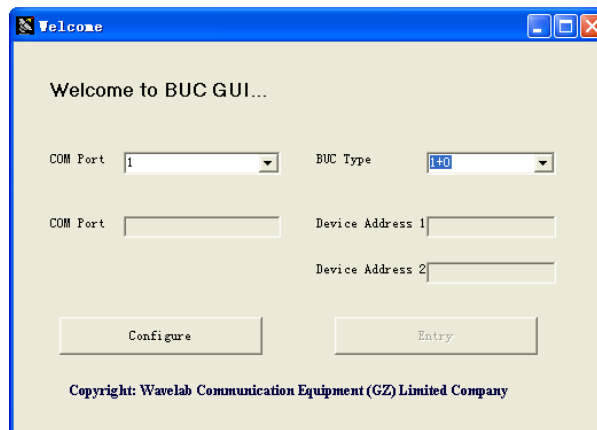 Welcome
Welcome to BUC GUI...
COM Port 1 BUC Type 1+0
COM Port Device Address 1
Device Address 2
Configure Entry
Copyright: Wavelab Communication Equipment (GZ) Limited Company